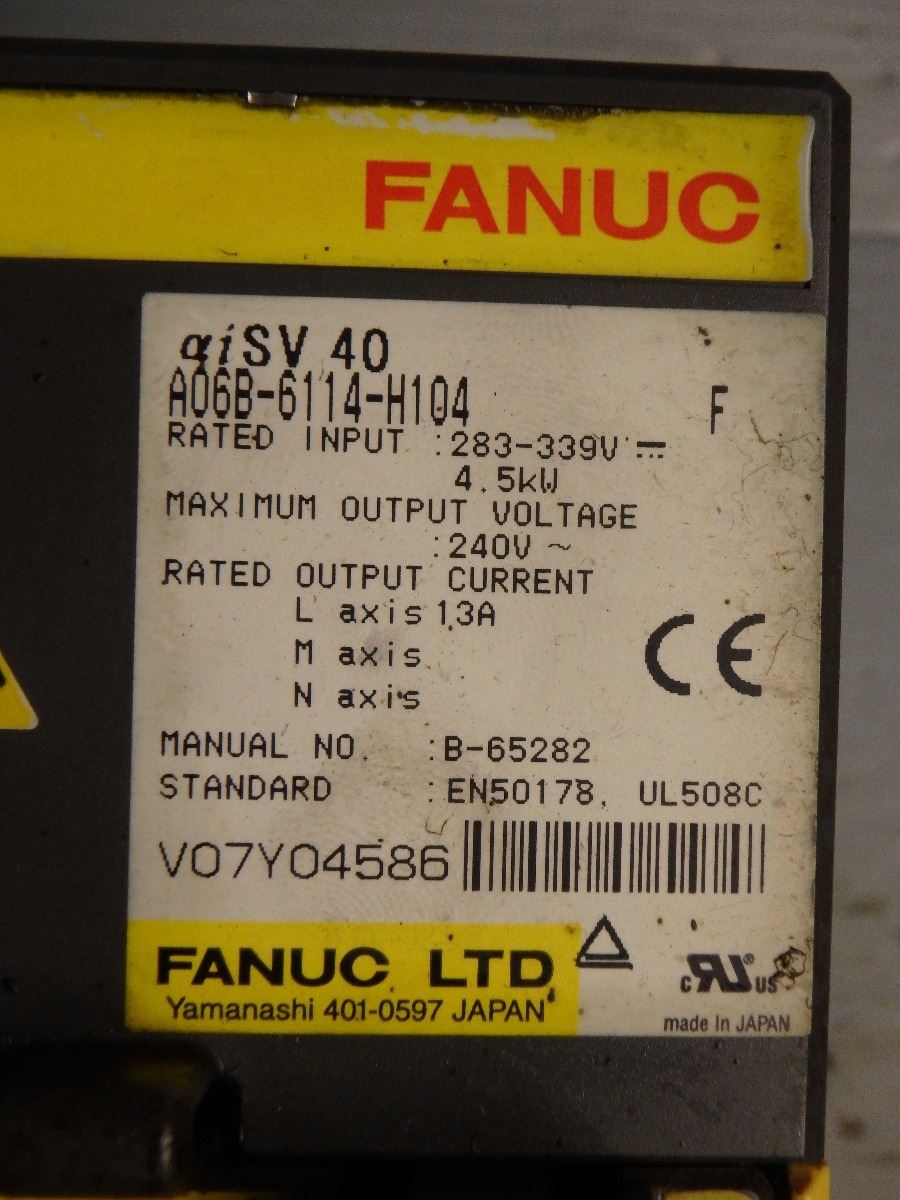 FANUC
αiSV 40
A06B-6114-H104 F
RATED INPUT :283-339V ⎓
4.5kW
MAXIMUM OUTPUT VOLTAGE
:240V ~
RATED OUTPUT CURRENT
L axis 13A
M axis
N axis
CE
MANUAL NO. :B-65282
STANDARD :EN50178, UL508C
V07Y04586
FANUC LTD
Yamanashi 401-0597 JAPAN
c RU ® US
made in JAPAN